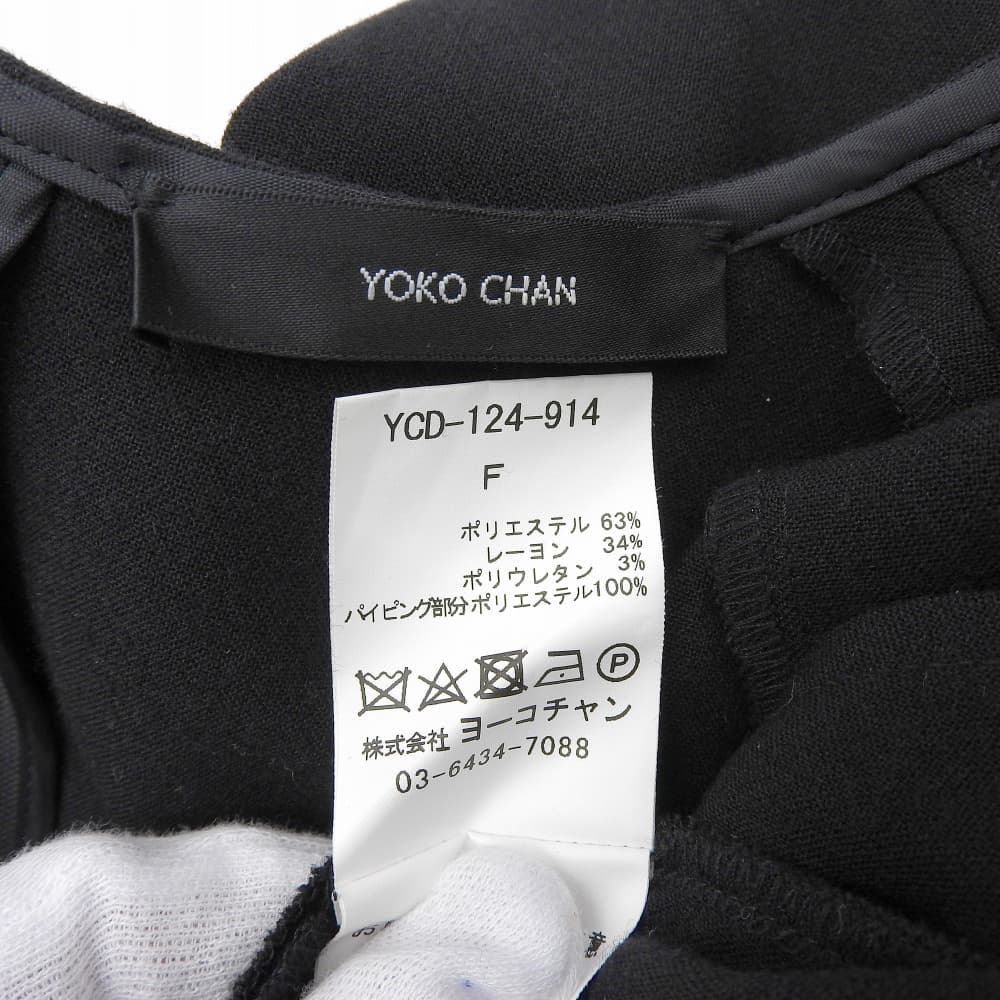 YOKO CHAN
YCD-124-914
F
ポリエステル 63%
レーヨン 34%
ポリウレタン 3%
パイピング部分ポリエステル100%
P
株式会社 ヨーコチャン
03-6434-7088
意